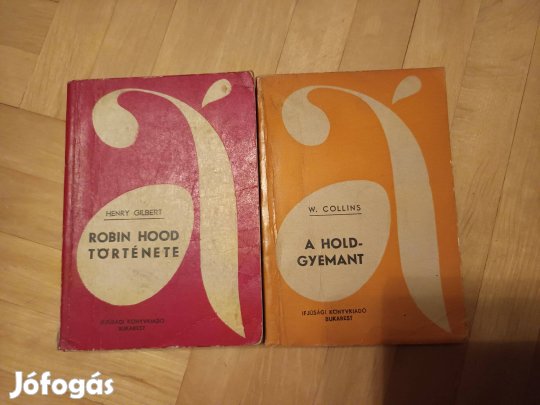 HENRY GILBERT
ROBIN HOOD
TÖRTÉNETE
IFJÚSÁGI KÖNYVKIADÓ
BUKAREST
W. COLLINS
A HOLD-
GYEMANT
IFJÚSÁGI KÖNYVKIADÓ
BUKAREST
Jófogás